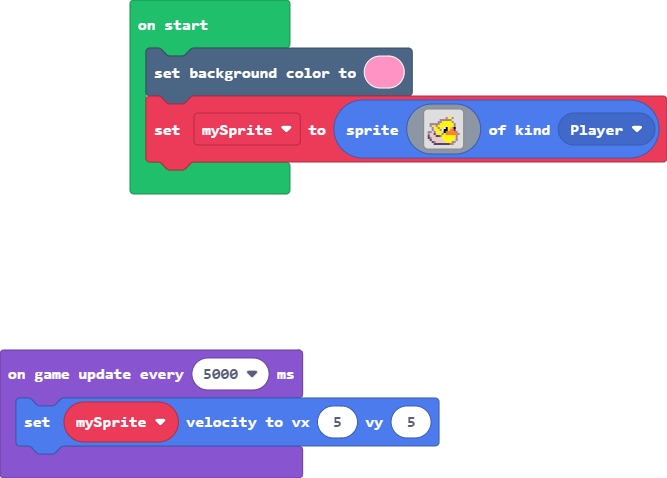 on start
set background color to
set mySprite to sprite of kind Player
on game update every 5000 ms
set mySprite velocity to vx 5 vy 5